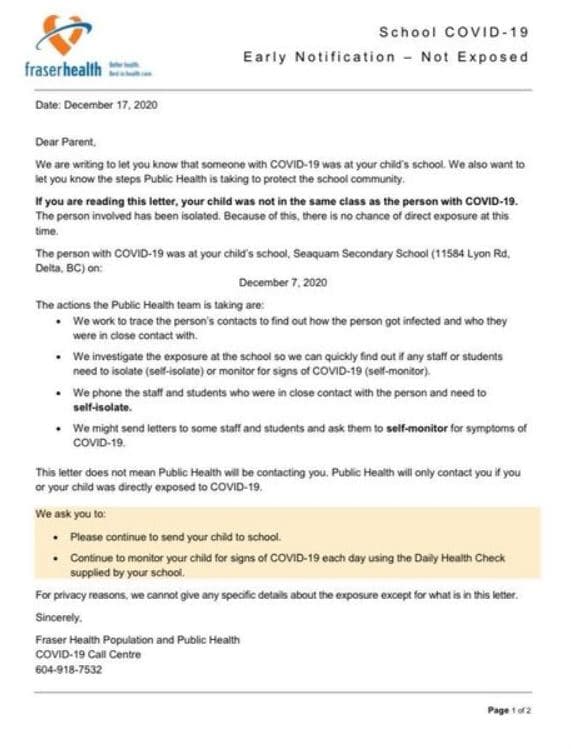 School COVID-19
Early Notification – Not Exposed
fraserhealth
Better health.
Best in health care.
Date: December 17, 2020
Dear Parent,
We are writing to let you know that someone with COVID-19 was at your child's school. We also want to
let you know the steps Public Health is taking to protect the school community.
If you are reading this letter, your child was not in the same class as the person with COVID-19.
The person involved has been isolated. Because of this, there is no chance of direct exposure at this
time.
The person with COVID-19 was at your child's school, Seaquam Secondary School (11584 Lyon Rd,
Delta, BC) on:
December 7, 2020
The actions the Public Health team is taking are:
• We work to trace the person's contacts to find out how the person got infected and who they
were in close contact with.
• We investigate the exposure at the school so we can quickly find out if any staff or students
need to isolate (self-isolate) or monitor for signs of COVID-19 (self-monitor).
• We phone the staff and students who were in close contact with the person and need to
self-isolate.
• We might send letters to some staff and students and ask them to self-monitor for symptoms of
COVID-19.
This letter does not mean Public Health will be contacting you. Public Health will only contact you if you
or your child was directly exposed to COVID-19.
We ask you to:
• Please continue to send your child to school.
• Continue to monitor your child for signs of COVID-19 each day using the Daily Health Check
supplied by your school.
For privacy reasons, we cannot give any specific details about the exposure except for what is in this letter.
Sincerely,
Fraser Health Population and Public Health
COVID-19 Call Centre
604-918-7532
Page 1 of 2